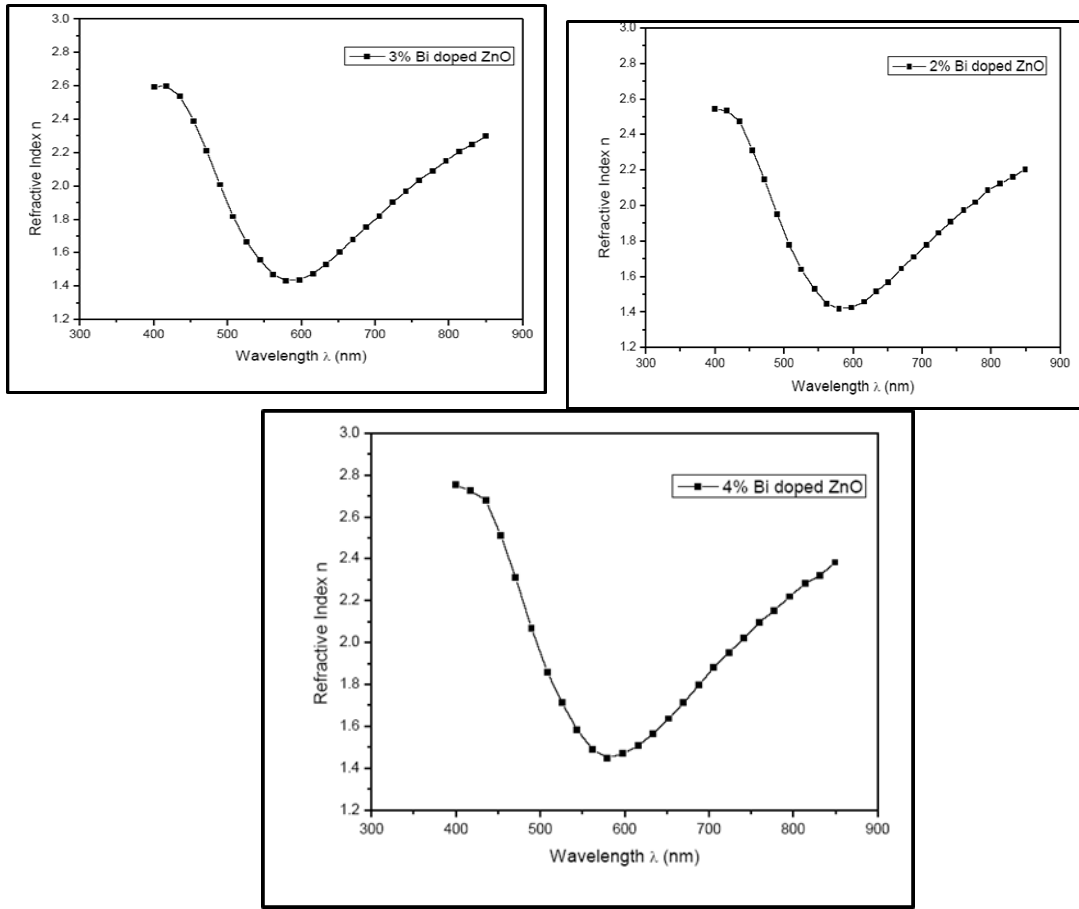 3.0
2.8
2.6
2.4
2.2
2.0
1.8
1.6
1.4
1.2
Refractive Index n
3% Bi doped ZnO
300 400 500 600 700 800 900
Wavelength λ (nm)
3.0
2.8
2.6
2.4
2.2
2.0
1.8
1.6
1.4
1.2
Refractive Index n
2% Bi doped ZnO
300 400 500 600 700 800 900
Wavelength λ (nm)
3.0
2.8
2.6
2.4
2.2
2.0
1.8
1.6
1.4
1.2
Refractive Index n
4% Bi doped ZnO
300 400 500 600 700 800 900
Wavelength λ (nm)